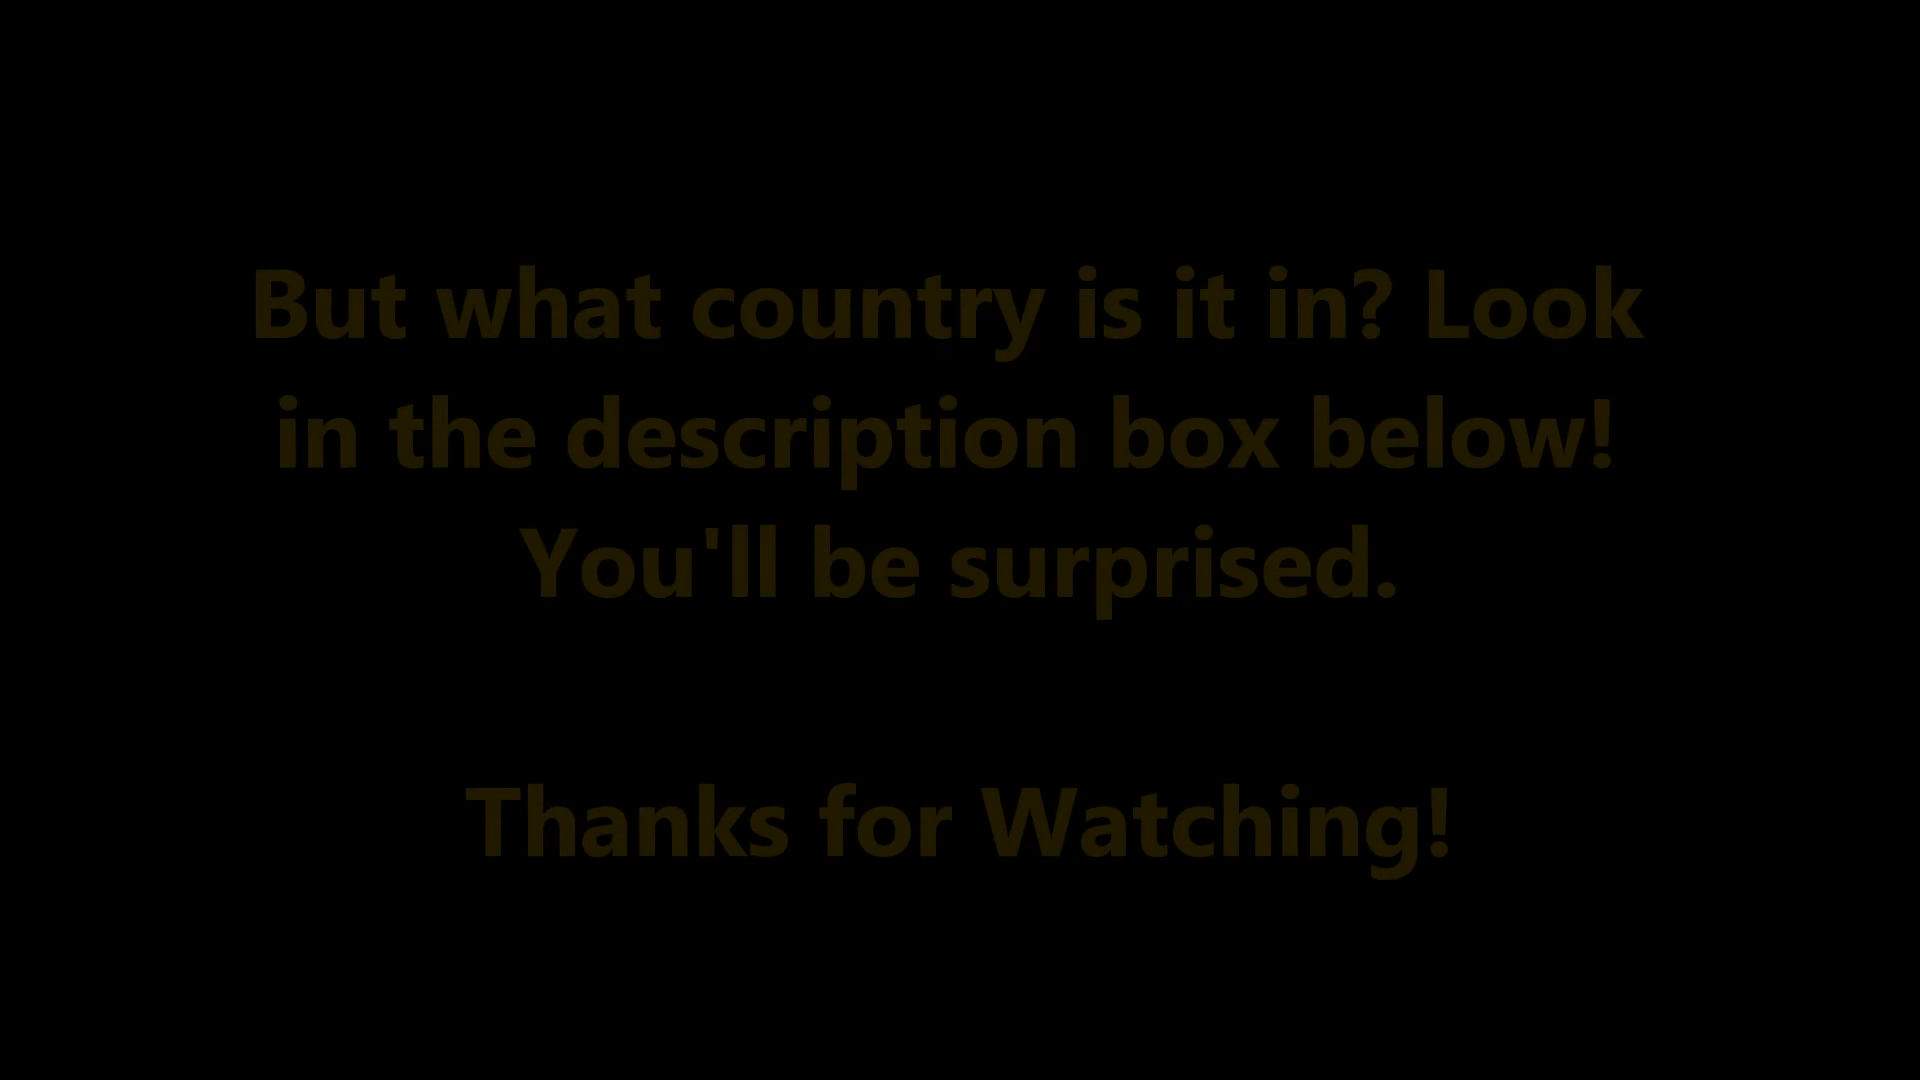 But what country is it in? Look
in the description box below!
You'll be surprised.
Thanks for Watching!